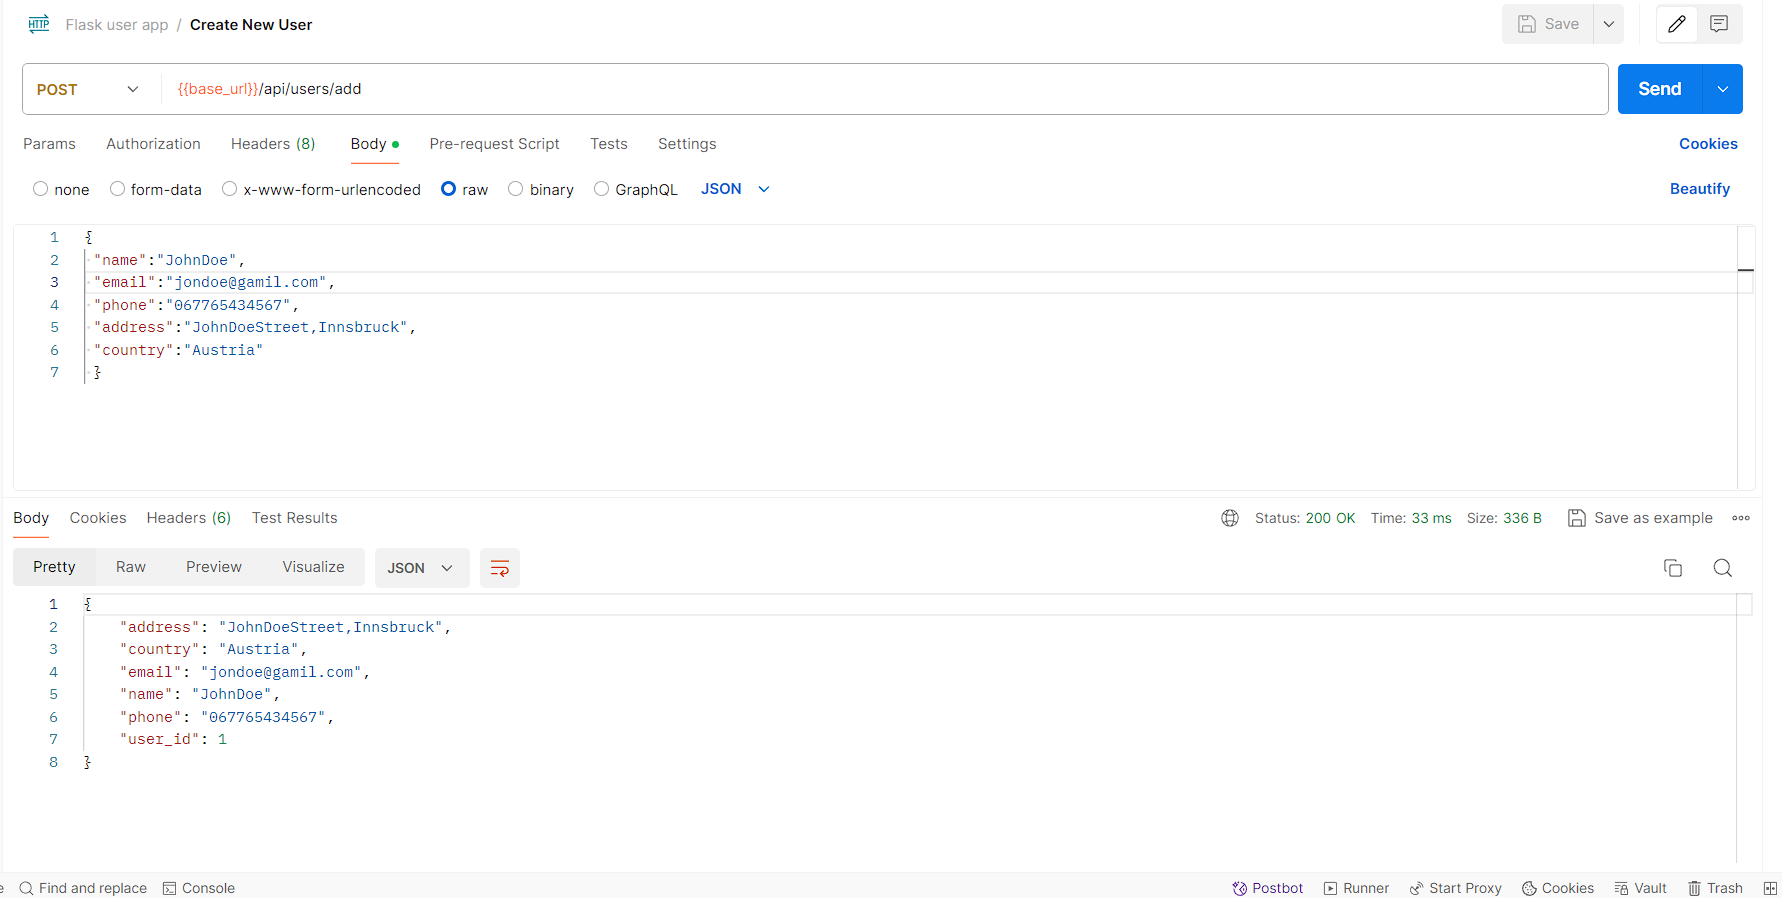 HTTP Flask user app / Create New User Save
POST {{base_url}}/api/users/add Send
Params Authorization Headers (8) Body Pre-request Script Tests Settings Cookies
none form-data x-www-form-urlencoded raw binary GraphQL JSON Beautify
1 {
2 "name":"JohnDoe",
3 "email":"jondoe@gamil.com",
4 "phone":"067765434567",
5 "address":"JohnDoeStreet,Innsbruck",
6 "country":"Austria"
7 }
Body Cookies Headers (6) Test Results Status: 200 OK Time: 33 ms Size: 336 B Save as example
Pretty Raw Preview Visualize JSON
1 {
2 "address": "JohnDoeStreet,Innsbruck",
3 "country": "Austria",
4 "email": "jondoe@gamil.com",
5 "name": "JohnDoe",
6 "phone": "067765434567",
7 "user_id": 1
8 }
e Find and replace Console Postbot Runner Start Proxy Cookies Vault Trash